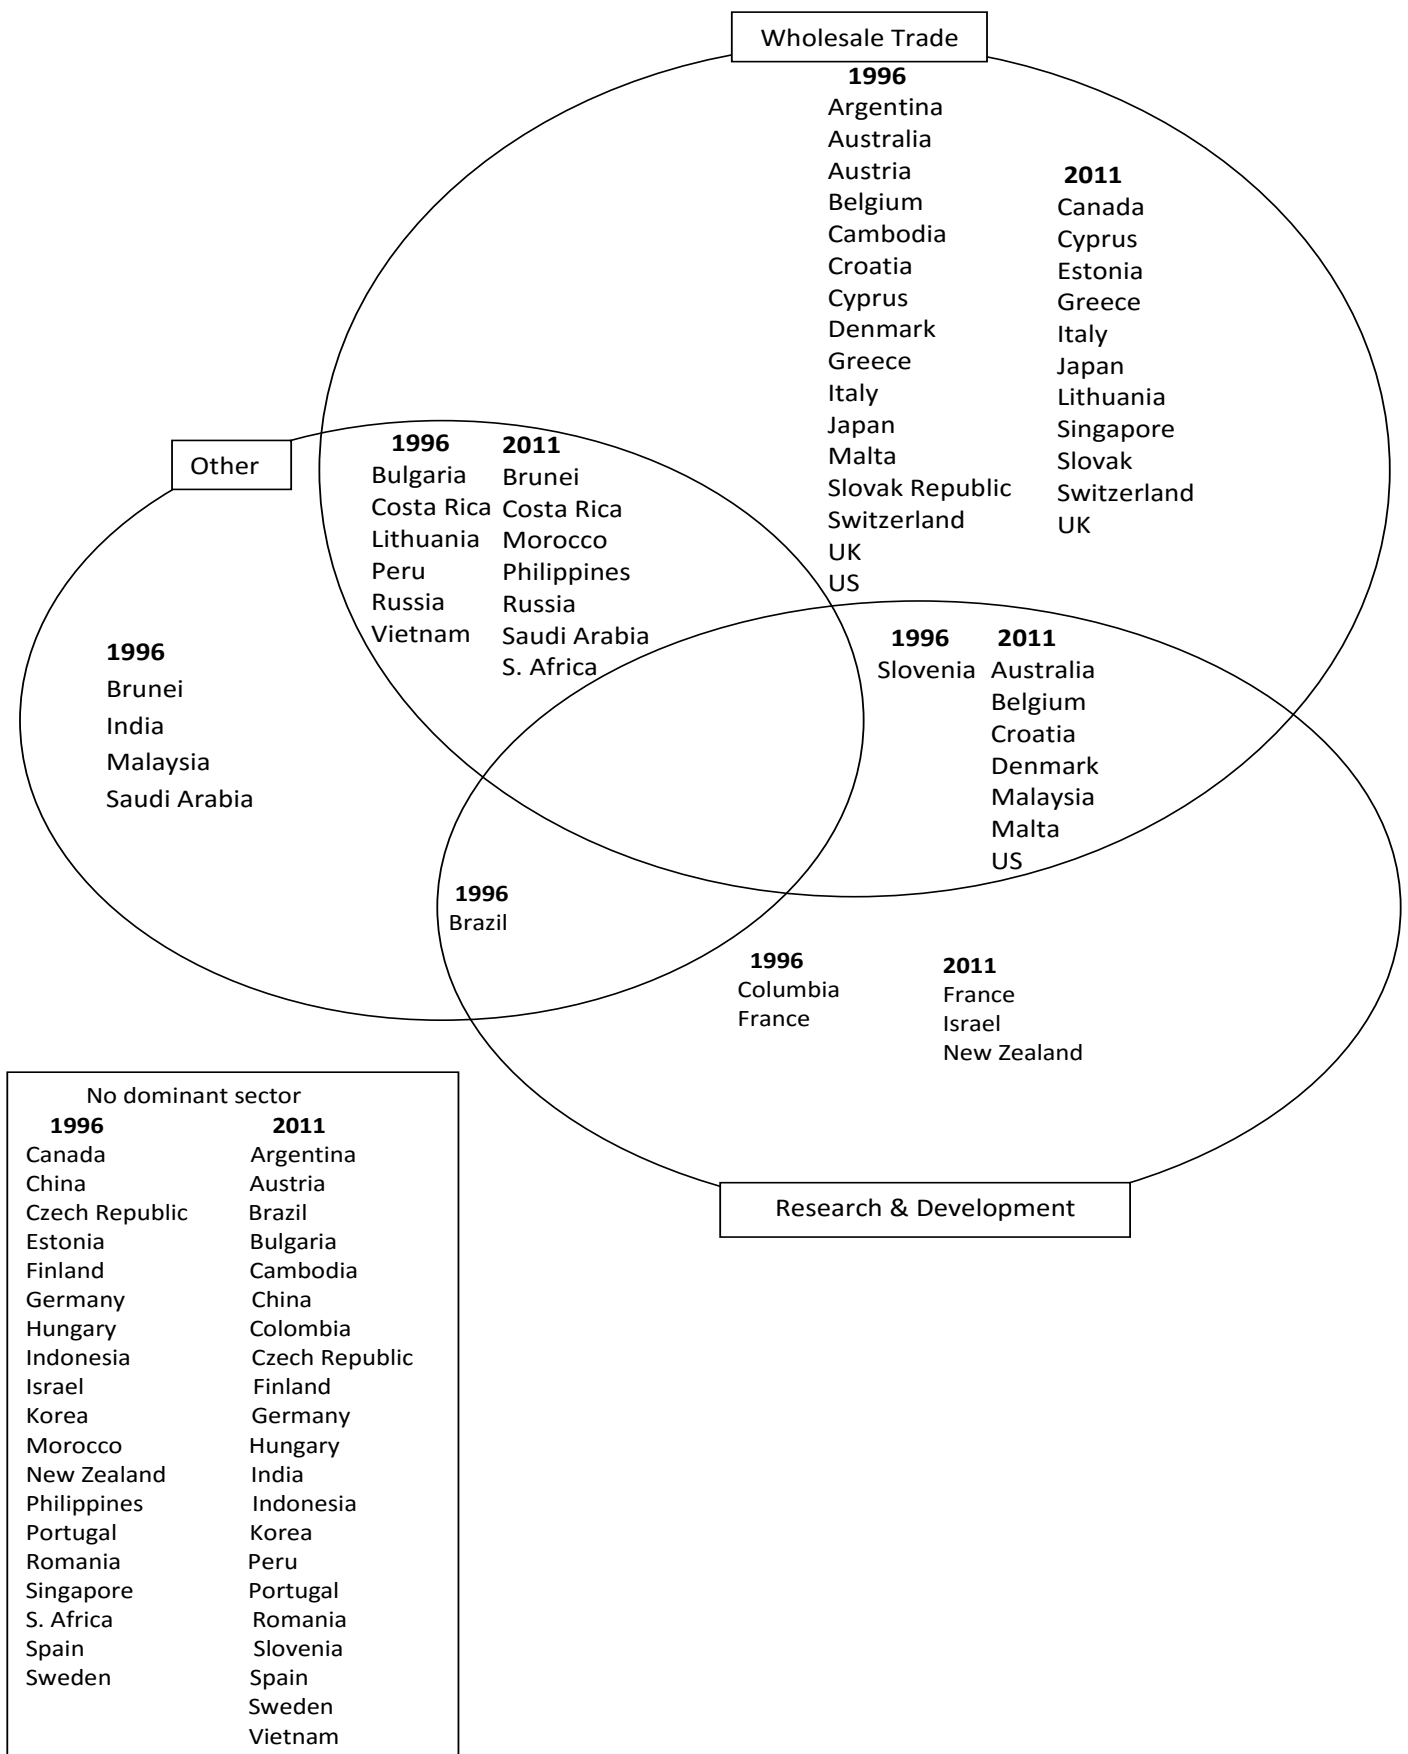 Wholesale Trade
1996
Argentina
Australia
Austria
Belgium
Cambodia
Croatia
Cyprus
Denmark
Greece
Italy
Japan
Malta
Slovak Republic
Switzerland
UK
US
2011
Canada
Cyprus
Estonia
Greece
Italy
Japan
Lithuania
Singapore
Slovak
Switzerland
UK
Other
1996
Bulgaria
Costa Rica
Lithuania
Peru
Russia
Vietnam
2011
Brunei
Costa Rica
Morocco
Philippines
Russia
Saudi Arabia
S. Africa
1996
Brunei
India
Malaysia
Saudi Arabia
1996
Slovenia
2011
Australia
Belgium
Croatia
Denmark
Malaysia
Malta
US
1996
Brazil
1996
Columbia
France
2011
France
Israel
New Zealand
Research & Development
No dominant sector
1996
Canada
China
Czech Republic
Estonia
Finland
Germany
Hungary
Indonesia
Israel
Korea
Morocco
New Zealand
Philippines
Portugal
Romania
Singapore
S. Africa
Spain
Sweden
2011
Argentina
Austria
Brazil
Bulgaria
Cambodia
China
Colombia
Czech Republic
Finland
Germany
Hungary
India
Indonesia
Korea
Peru
Portugal
Romania
Slovenia
Spain
Sweden
Vietnam